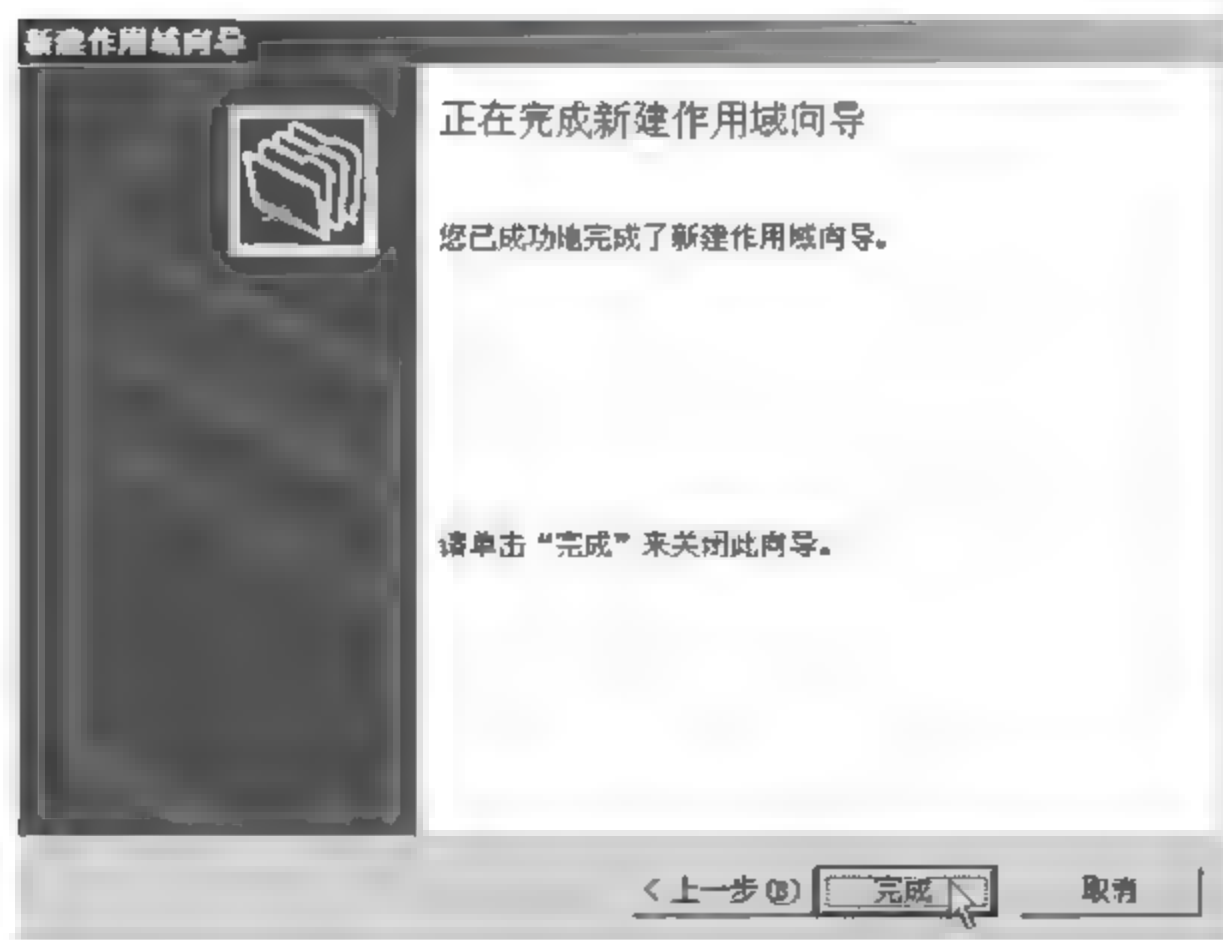 新建作用域向导
正在完成新建作用域向导
您已成功地完成了新建作用域向导。
请单击“完成”来关闭此向导。
< 上一步(B) 完成 取消